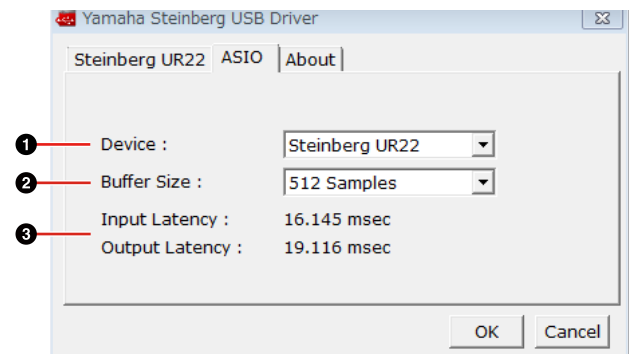 Yamaha Steinberg USB Driver
Steinberg UR22 ASIO About
1 Device : Steinberg UR22
2 Buffer Size : 512 Samples
Input Latency : 16.145 msec
3
Output Latency : 19.116 msec
OK Cancel